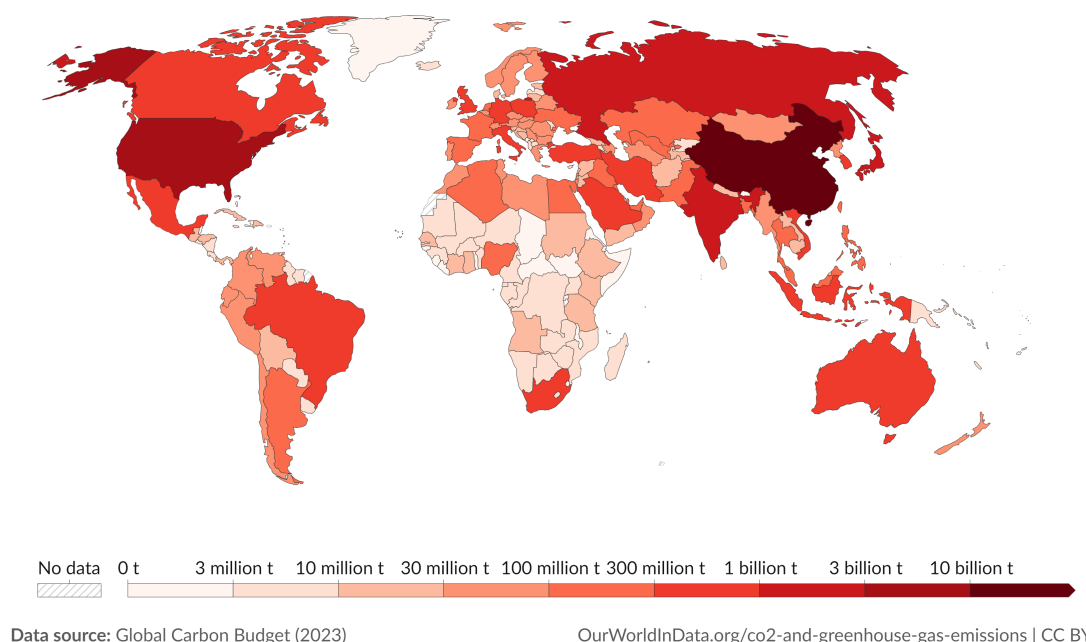 No data 0 t 3 million t 10 million t 30 million t 100 million t 300 million t 1 billion t 3 billion t 10 billion t
Data source: Global Carbon Budget (2023) OurWorldInData.org/co2-and-greenhouse-gas-emissions | CC BY